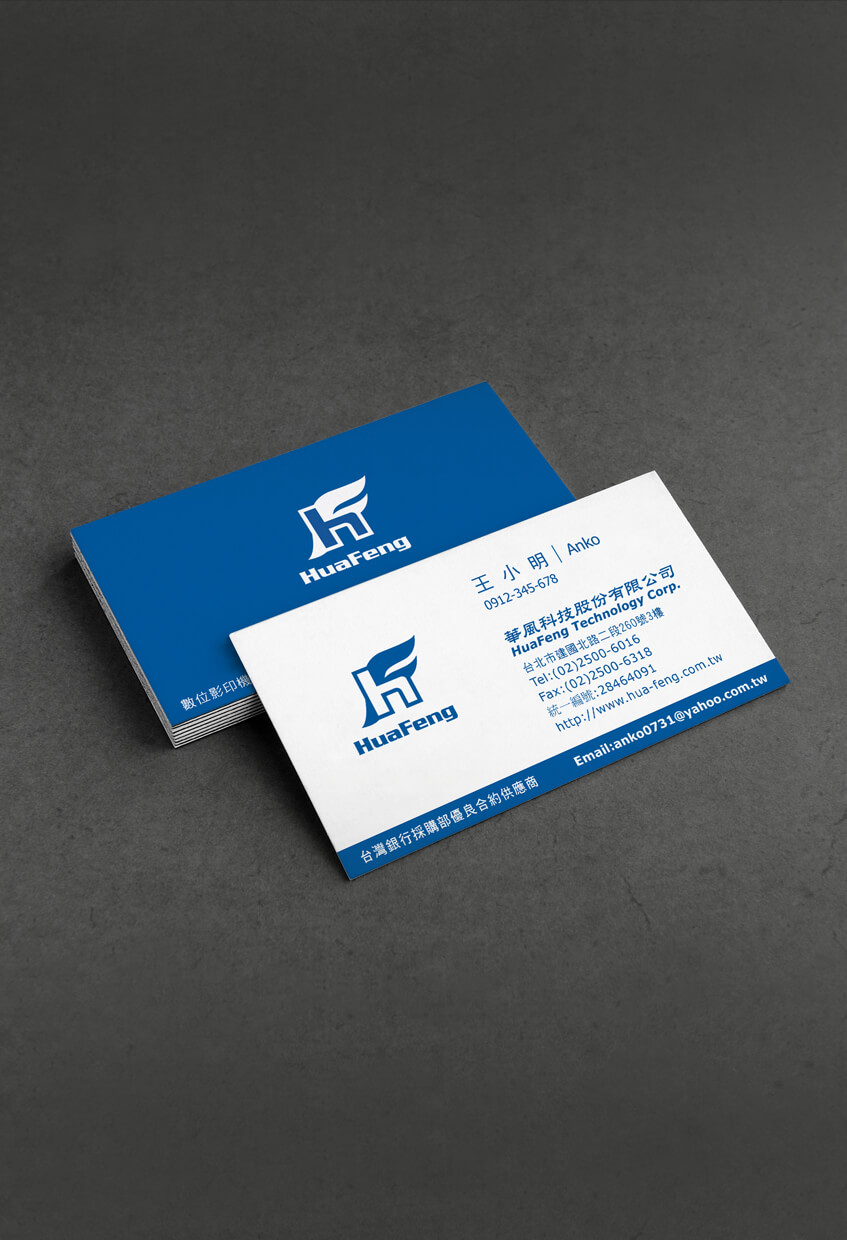 HuaFeng
數位影印機
王小明 | Anko
0912-345-678
華風科技股份有限公司
HuaFeng Technology Corp.
台北市建國北路二段260號3樓
Tel:(02)2500-6016
Fax:(02)2500-6318
統一編號:28464091
http://www.hua-feng.com.tw
HuaFeng
Email:anko0731@yahoo.com.tw
台灣銀行採購部優良合約供應商